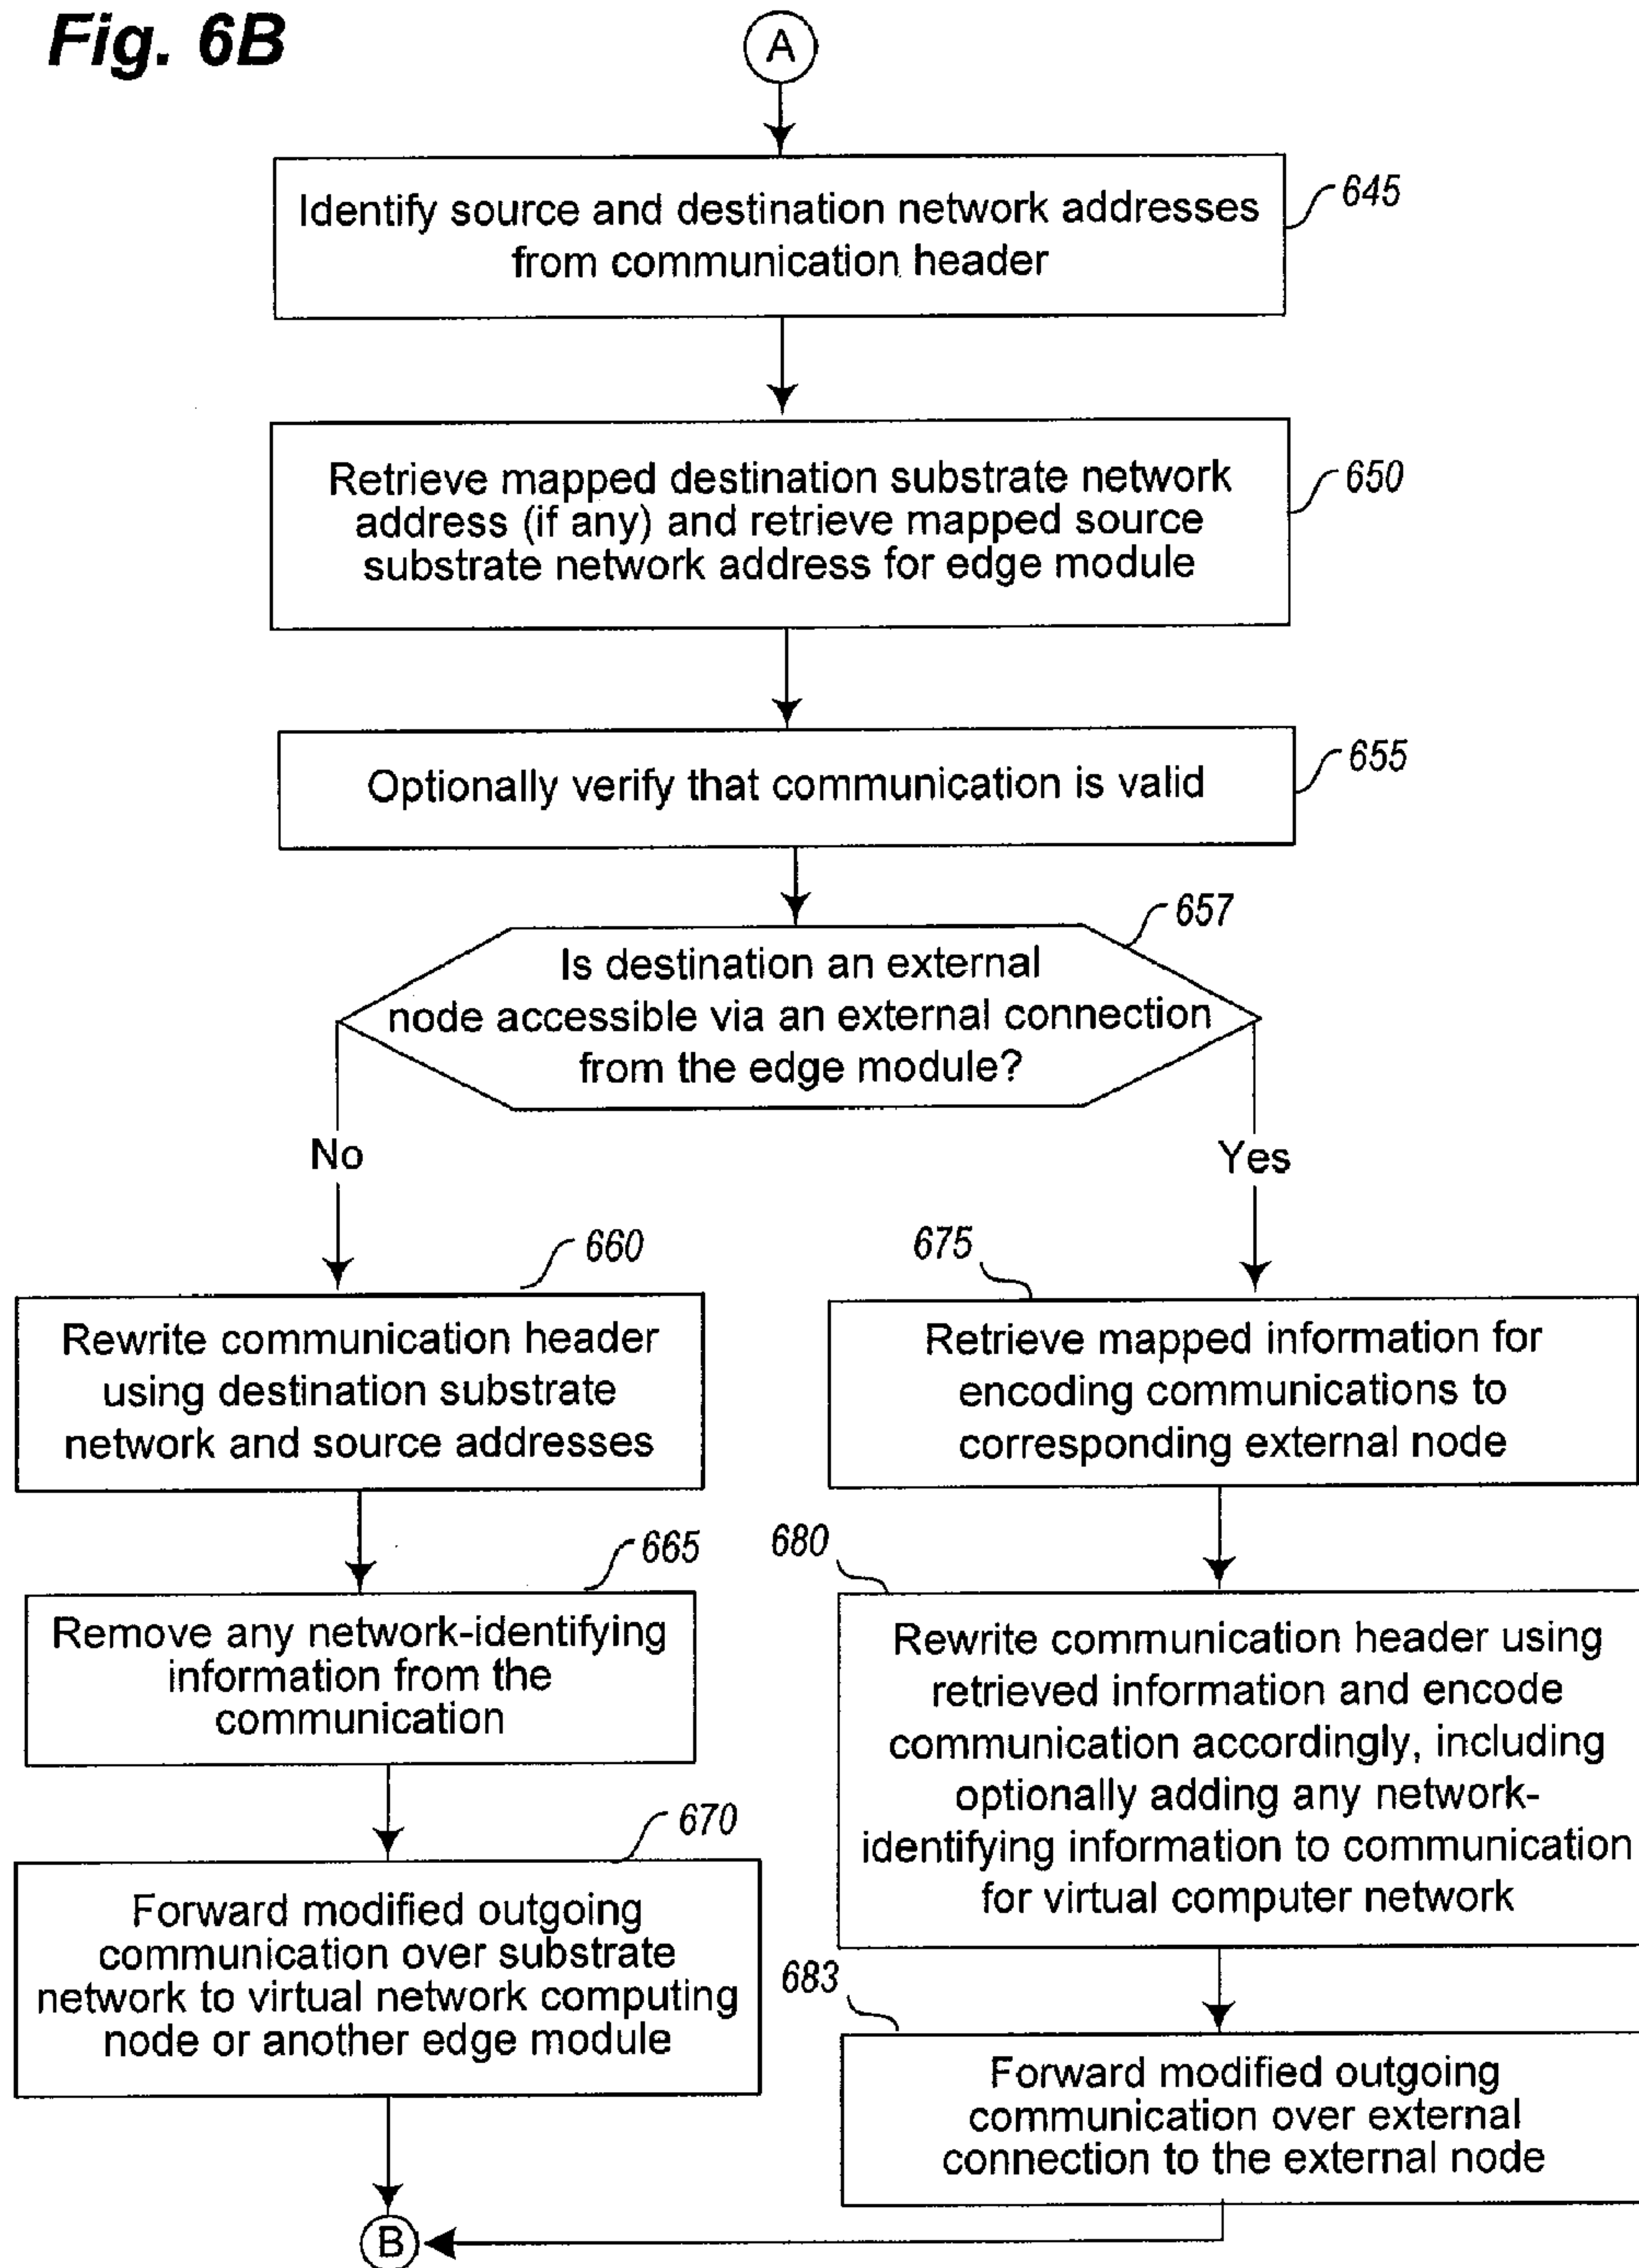 Fig. 6B
A
Identify source and destination network addresses
from communication header
645
Retrieve mapped destination substrate network
address (if any) and retrieve mapped source
substrate network address for edge module
650
Optionally verify that communication is valid
655
657
Is destination an external
node accessible via an external connection
from the edge module?
No
Yes
660
Rewrite communication header
using destination substrate
network and source addresses
665
Remove any network-identifying
information from the
communication
670
Forward modified outgoing
communication over substrate
network to virtual network computing
node or another edge module
675
Retrieve mapped information for
encoding communications to
corresponding external node
680
Rewrite communication header using
retrieved information and encode
communication accordingly, including
optionally adding any network-
identifying information to communication
for virtual computer network
683
Forward modified outgoing
communication over external
connection to the external node
B